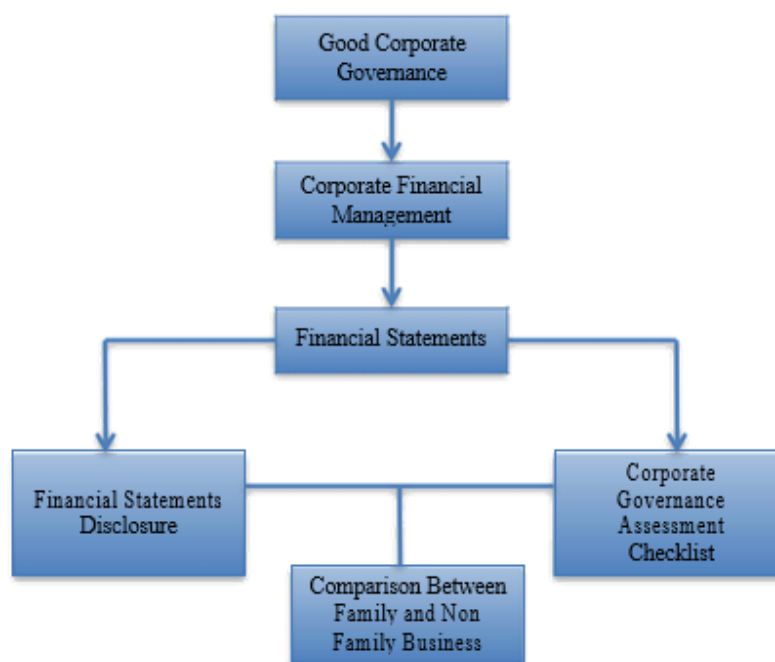 Good Corporate
Governance
Corporate Financial
Management
Financial Statements
Financial Statements
Disclosure
Corporate
Governance
Assessment
Checklist
Comparison Between
Family and Non
Family Business